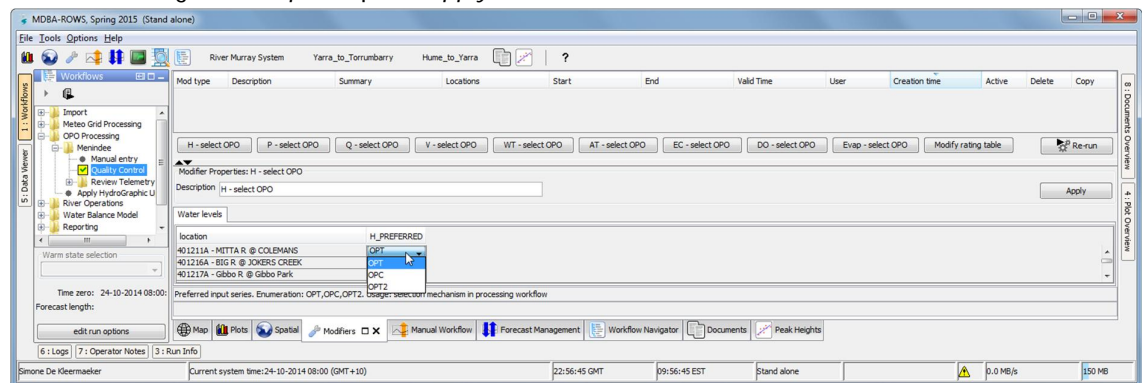 MDBA-ROWS, Spring 2015 (Stand alone)
File Tools Options Help
River Murray System Yarra_to_Torrumbarry Hume_to_Yarra ?
1 : Workflows
5 : Data Viewer
Workflows
Import
Meteo Grid Processing
OPO Processing
Menindee
Manual entry
Quality Control
Review Telemetry
Apply HydroGraphic U
River Operations
Water Balance Model
Reporting
Warm state selection
Time zero: 24-10-2014 08:00:
Forecast length:
edit run options
Mod type Description Summary Locations Start End Valid Time User Creation time Active Delete Copy
H - select OPO P - select OPO Q - select OPO V - select OPO WT - select OPO AT - select OPO EC - select OPO DO - select OPO Evap - select OPO Modify rating table Re-run
Modifier Properties: H - select OPO
Description H - select OPO Apply
Water levels
location H_PREFERRED
401211A - MITTA R @ COLEMANS OPT
401216A - BIG R @ JOKERS CREEK OPT
401217A - Gibbo R @ Gibbo Park OPC
OPT2
Preferred input series. Enumeration: OPT,OPC,OPT2. Usage: selection mechanism in processing workflow
Map Plots Spatial Modifiers Manual Workflow Forecast Management Workflow Navigator Documents Peak Heights
8 : Documents Overview
4 : Plot Overview
6 : Logs 7 : Operator Notes 3 : Run Info
Simone De Kleermaeker Current system time:24-10-2014 08:00 (GMT+10) 22:56:45 GMT 09:56:45 EST Stand alone 0.0 MB/s 150 MB